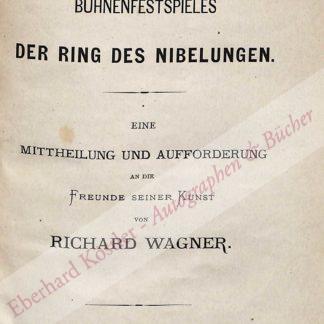 BÜHNENFESTSPIELES
DER RING DES NIBELUNGEN.
EINE
MITTHEILUNG UND AUFFORDERUNG
AN DIE
FREUNDE SEINER KUNST
VON
RICHARD WAGNER.
Eberhard Köstler - Autographen & Bücher